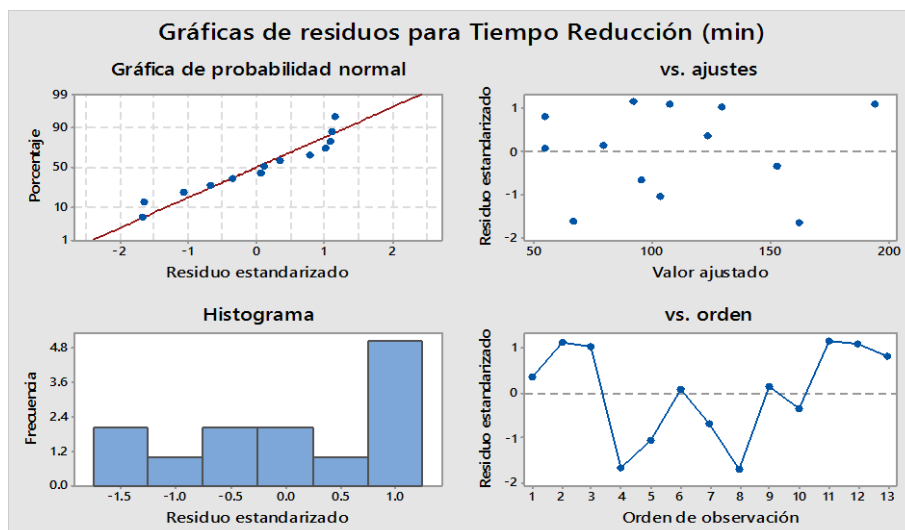 Gráficas de residuos para Tiempo Reducción (min)
Gráfica de probabilidad normal
99
90
50
10
1
Porcentaje
-2 -1 0 1 2
Residuo estandarizado
vs. ajustes
1
0
-1
-2
Residuo estandarizado
50 100 150 200
Valor ajustado
Histograma
4.8
3.6
2.4
1.2
0.0
Frecuencia
-1.5 -1.0 -0.5 0.0 0.5 1.0
Residuo estandarizado
vs. orden
1
0
-1
-2
Residuo estandarizado
1 2 3 4 5 6 7 8 9 10 11 12 13
Orden de observación